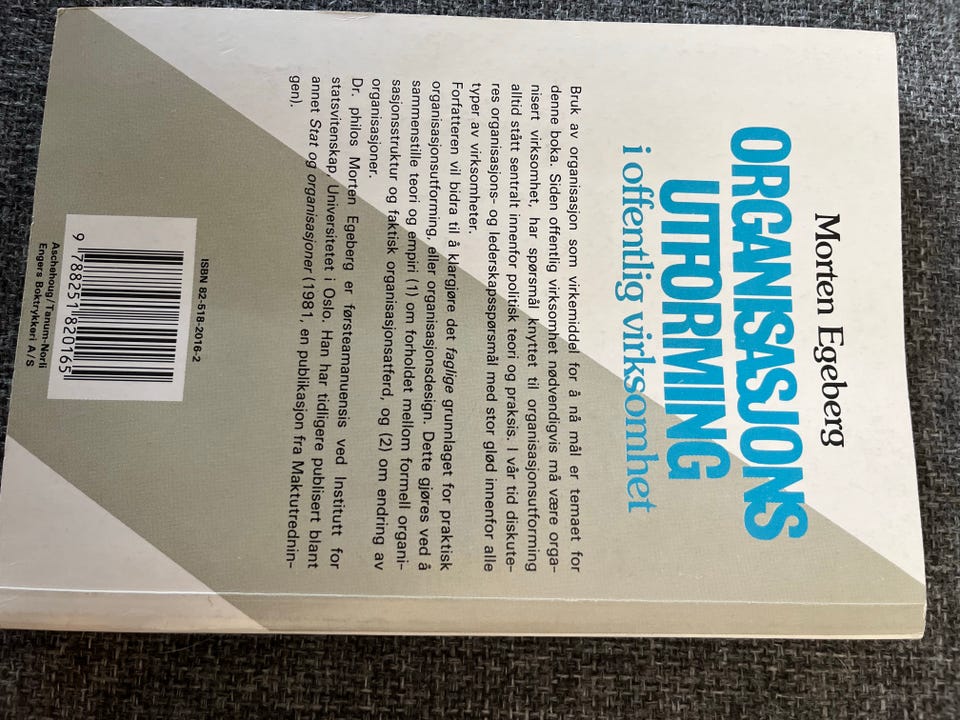 Morten Egeberg
ORGANISASJONS
UTFORMING
i offentlig virksomhet
Bruk av organisasjon som virkemiddel for å nå mål er temaet for
denne boka. Siden offentlig virksomhet nødvendigvis må være orga-
nisert virksomhet, har spørsmål knyttet til organisasjonsutforming
alltid stått sentralt innenfor politisk teori og praksis. I vår tid diskute-
res organisasjons- og lederskapsspørsmål med stor glød innenfor alle
typer av virksomheter.
Forfatteren vil bidra til å klargjøre det faglige grunnlaget for praktisk
organisasjonsutforming, eller organisasjonsdesign. Dette gjøres ved å
sammenstille teori og empiri (1) om forholdet mellom formell organi-
sasjonsstruktur og faktisk organisasjonsatferd, og (2) om endring av
organisasjoner.
Dr. philos Morten Egeberg er førsteamanuensis ved Institutt for
statsvitenskap, Universitetet i Oslo. Han har tidligere publisert blant
annet Stat og organisasjoner (1981, en publikasjon fra Maktutrednin-
gen).
ISBN 82-518-2016-2
9 788251 820165
Aschehoug/Tanum-Norli
Engers Boktrykkeri A/S